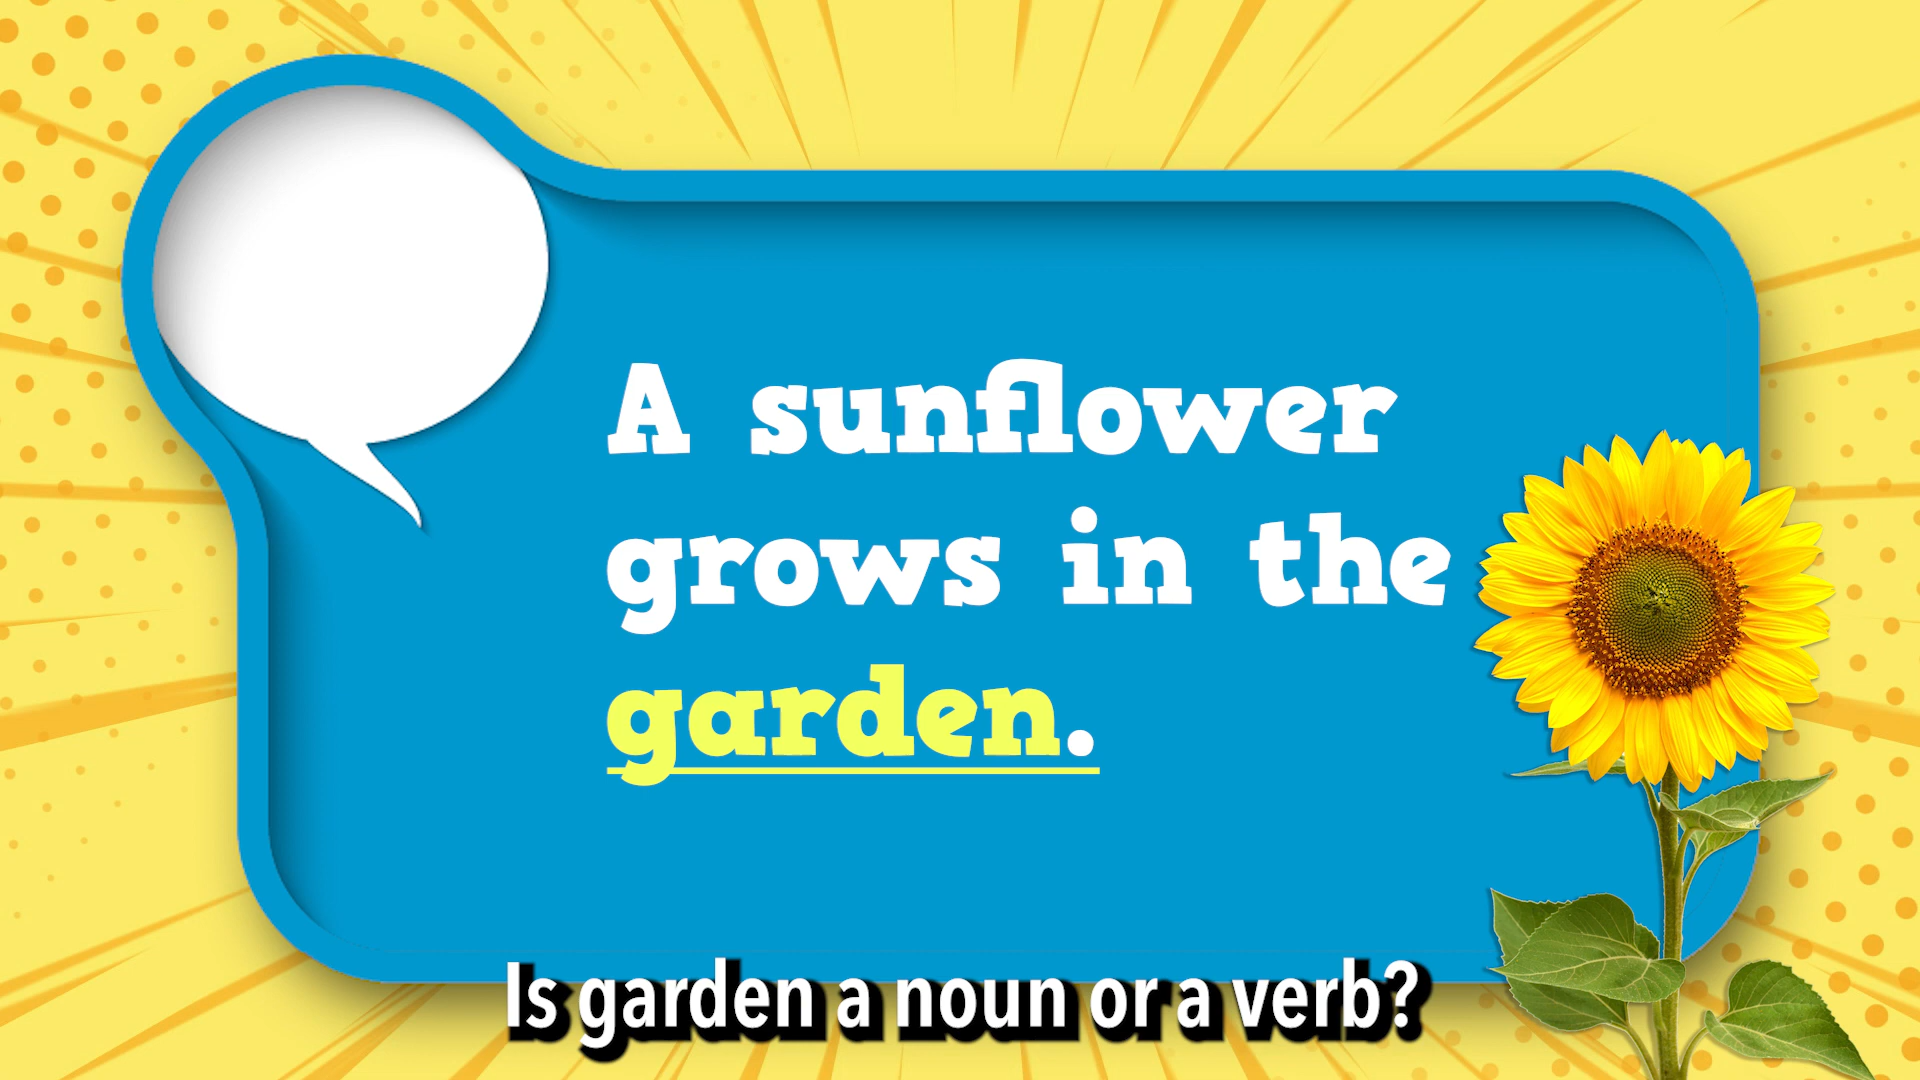 A sunflower
grows in the
garden.
Is garden a noun or a verb?